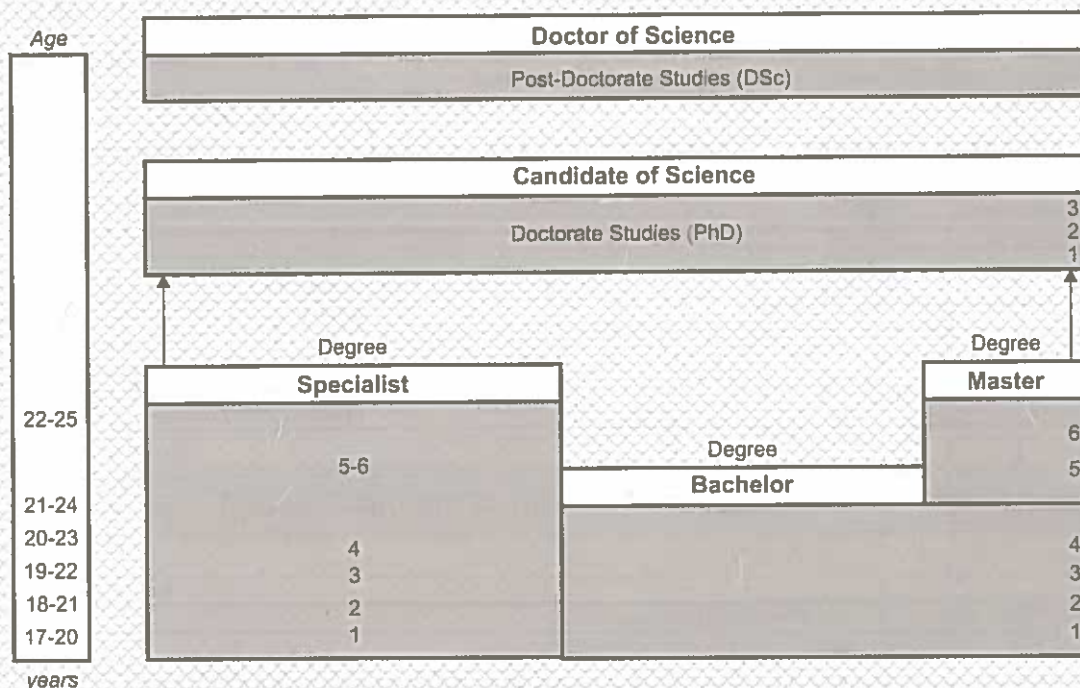 Age
Doctor of Science
Post-Doctorate Studies (DSc)
Candidate of Science
Doctorate Studies (PhD)
3
2
1
Degree
Degree
Specialist
Master
22-25
6
5-6
Degree
5
Bachelor
21-24
20-23
4
4
19-22
3
3
18-21
2
2
17-20
1
1
years